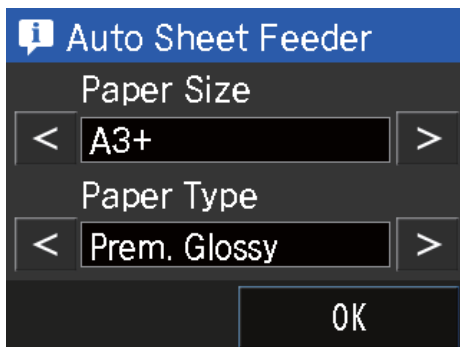 Auto Sheet Feeder
Paper Size
< A3+ >
Paper Type
< Prem. Glossy >
OK